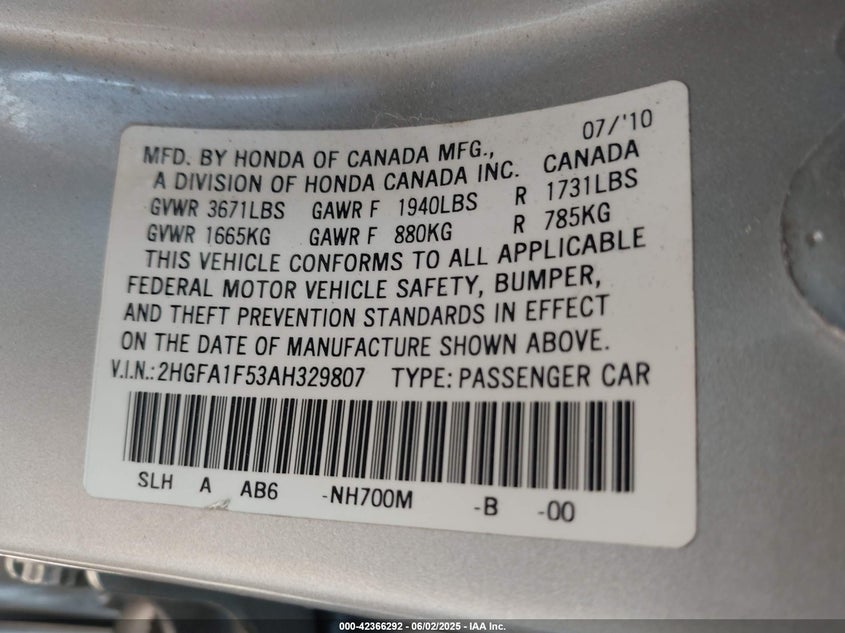 07/'10
MFD. BY HONDA OF CANADA MFG.,
A DIVISION OF HONDA CANADA INC. CANADA
GVWR 3671LBS GAWR F 1940LBS R 1731LBS
GVWR 1665KG GAWR F 880KG R 785KG
THIS VEHICLE CONFORMS TO ALL APPLICABLE
FEDERAL MOTOR VEHICLE SAFETY, BUMPER,
AND THEFT PREVENTION STANDARDS IN EFFECT
ON THE DATE OF MANUFACTURE SHOWN ABOVE.
V.I.N.: 2HGFA1F53AH329807 TYPE: PASSENGER CAR
SLH A AB6 -NH700M -B -00
000-42366292 - 06/02/2025 - IAA Inc.